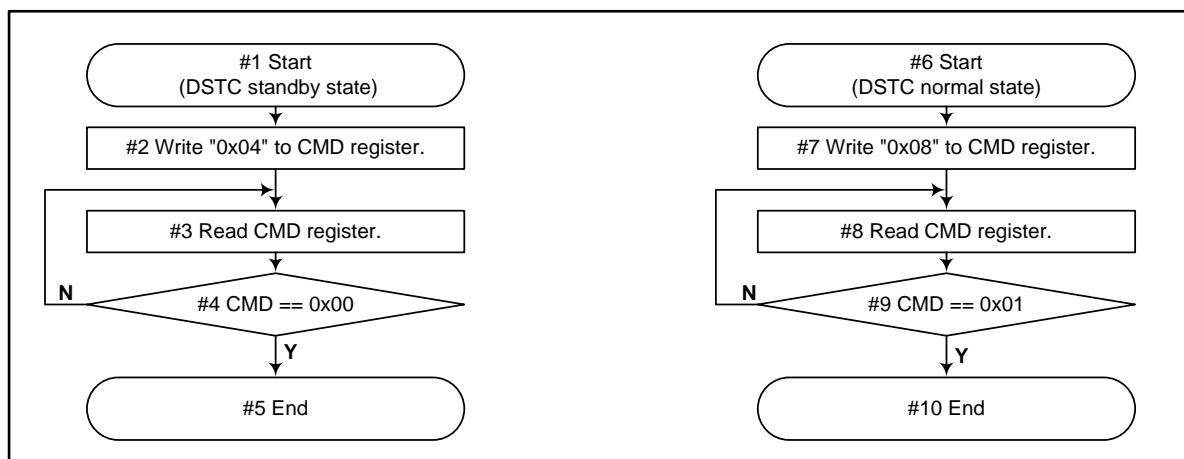 #1 Start
(DSTC standby state)
#2 Write "0x04" to CMD register.
#3 Read CMD register.
N
#4 CMD == 0x00
Y
#5 End
#6 Start
(DSTC normal state)
#7 Write "0x08" to CMD register.
#8 Read CMD register.
N
#9 CMD == 0x01
Y
#10 End